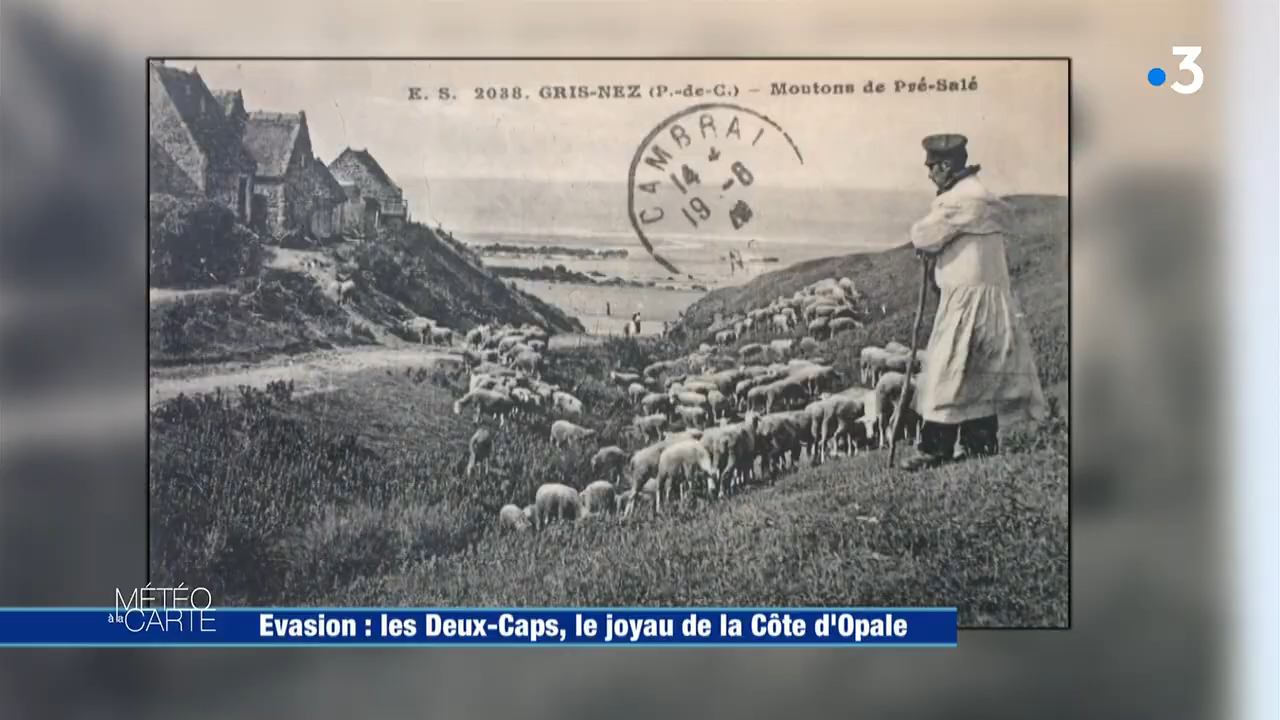 3
E. S. 2038. GRIS-NEZ (P.-de-C.) — Moutons de Pré-Salé
CAMBRAI
14
19 -8
MÉTÉO
à la CARTE
Evasion : les Deux-Caps, le joyau de la Côte d'Opale